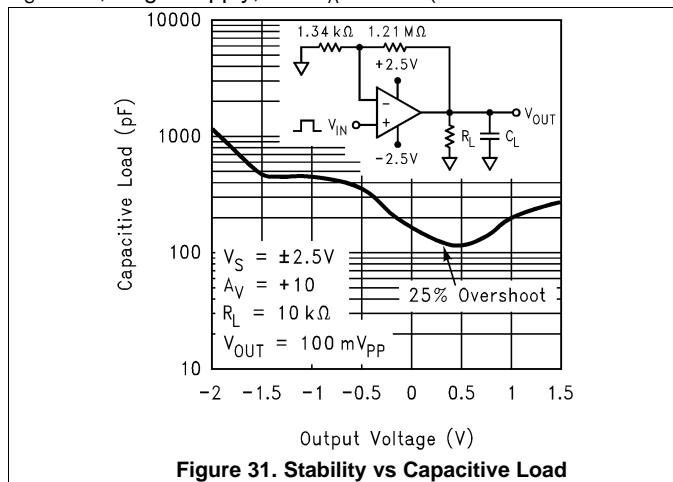 10000
1000
100
10
Capacitive Load (pF)
1.34 kΩ
1.21 MΩ
+2.5V
-
+
V_IN
-2.5V
V_OUT
R_L
C_L
V_S = ±2.5V
A_V = +10
R_L = 10 kΩ
V_OUT = 100 mV_PP
25% Overshoot
-2 -1.5 -1 -0.5 0 0.5 1 1.5
Output Voltage (V)
Figure 31. Stability vs Capacitive Load